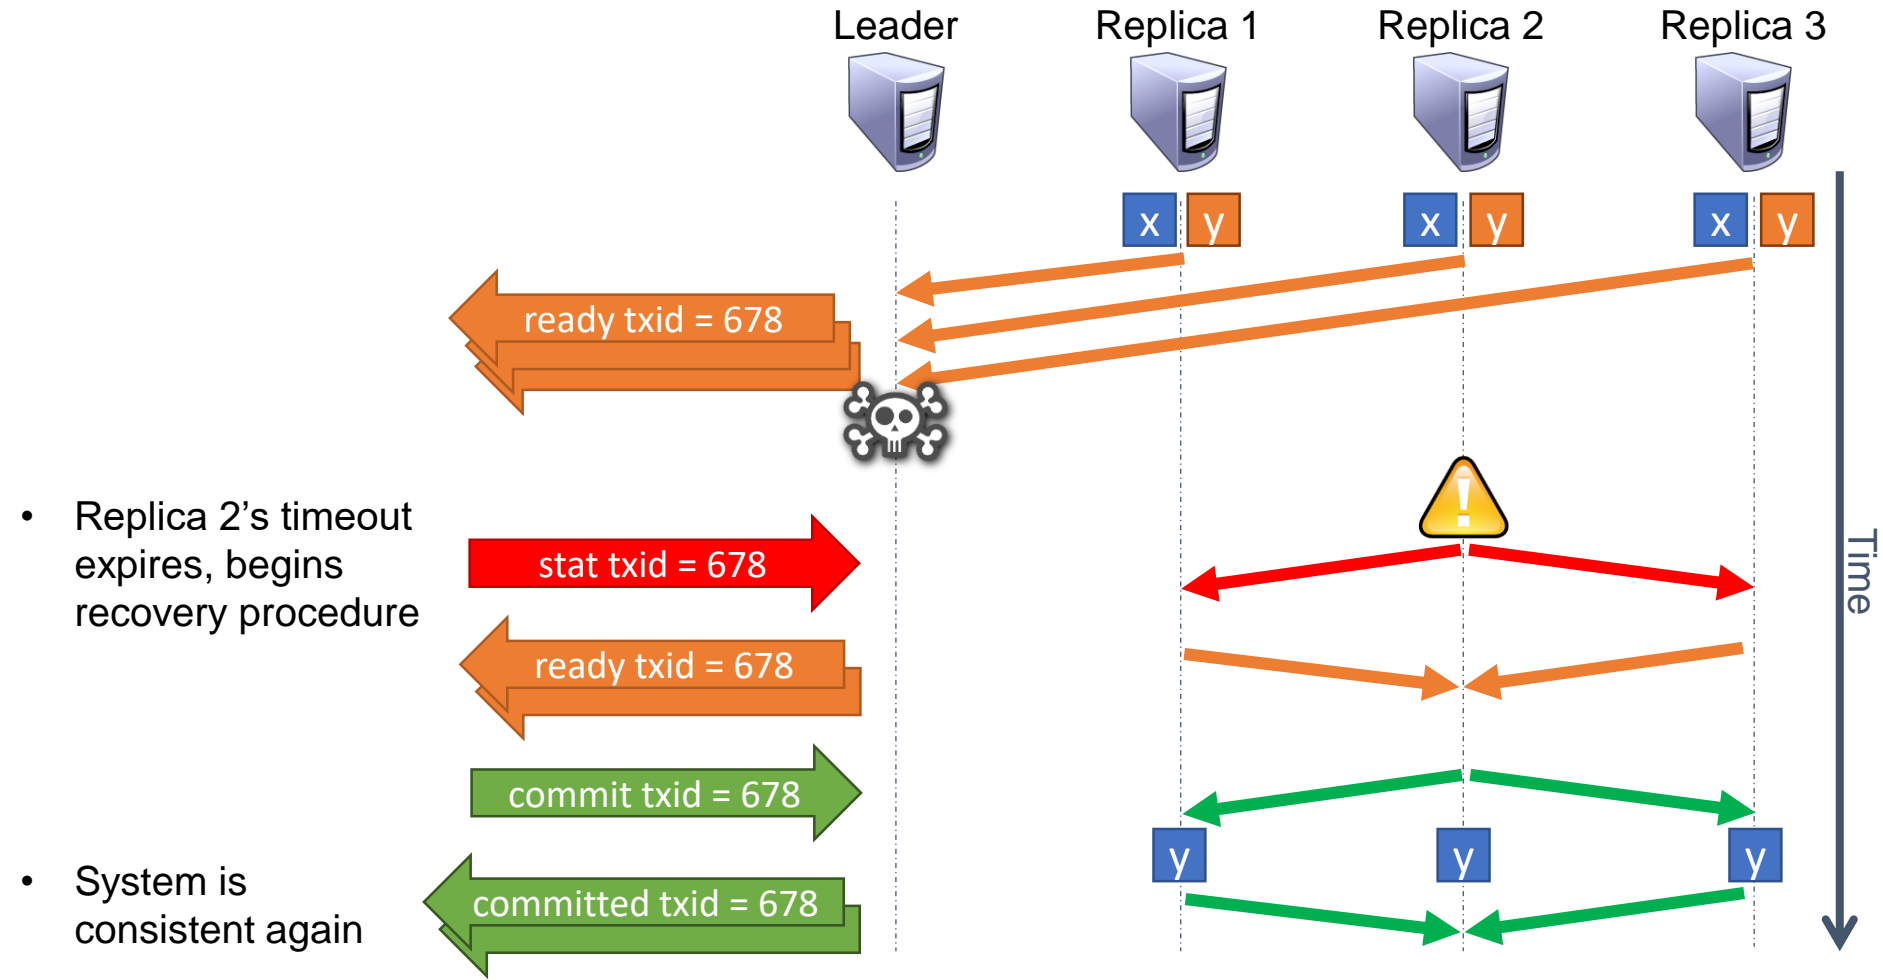 Leader Replica 1 Replica 2 Replica 3
x y x y x y
ready txid = 678
• Replica 2’s timeout
expires, begins
recovery procedure
!
stat txid = 678
Time
ready txid = 678
commit txid = 678
y y y
• System is
consistent again
committed txid = 678